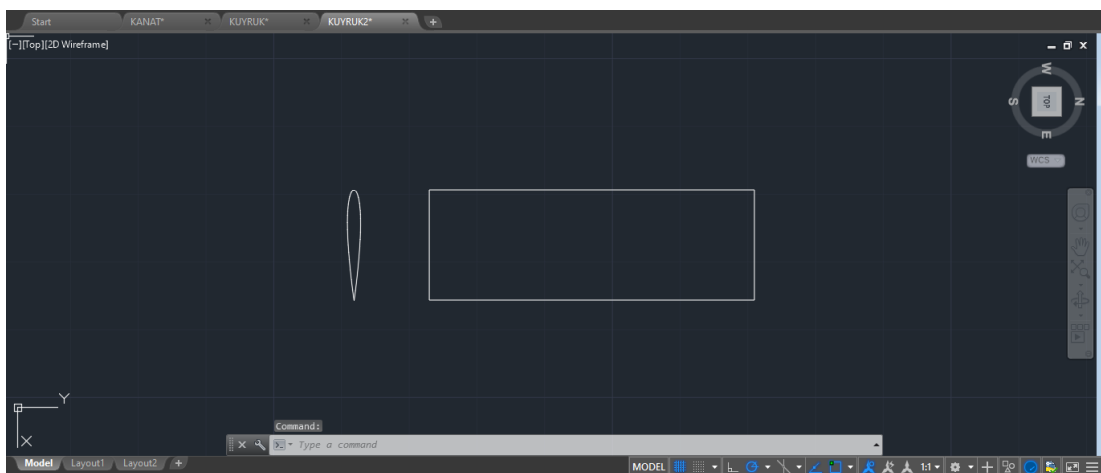 Start KANAT* KUYRUK* KUYRUK2* +
[−][Top][2D Wireframe]
W
S TOP N
E
WCS
Y
X
Command:
Type a command
Model Layout1 Layout2 +
MODEL 1:1